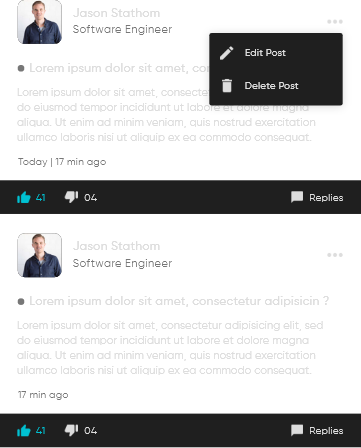 Jason Stathom
Software Engineer
Edit Post
Lorem ipsum dolor sit amet, con
Delete Post
Lorem ipsum dolor sit amet, consectetur
do eiusmod tempor incididunt ut labore et dolore magna
aliqua. Ut enim ad minim veniam, quis nostrud exercitation
ullamco laboris nisi ut aliquip ex ea commodo consequat.
Today | 17 min ago
41 04 Replies
Jason Stathom
Software Engineer
Lorem ipsum dolor sit amet, consectetur adipisicin ?
Lorem ipsum dolor sit amet, consectetur adipisicing elit, sed
do eiusmod tempor incididunt ut labore et dolore magna
aliqua. Ut enim ad minim veniam, quis nostrud exercitation
ullamco laboris nisi ut aliquip ex ea commodo consequat.
17 min ago
41 04 Replies